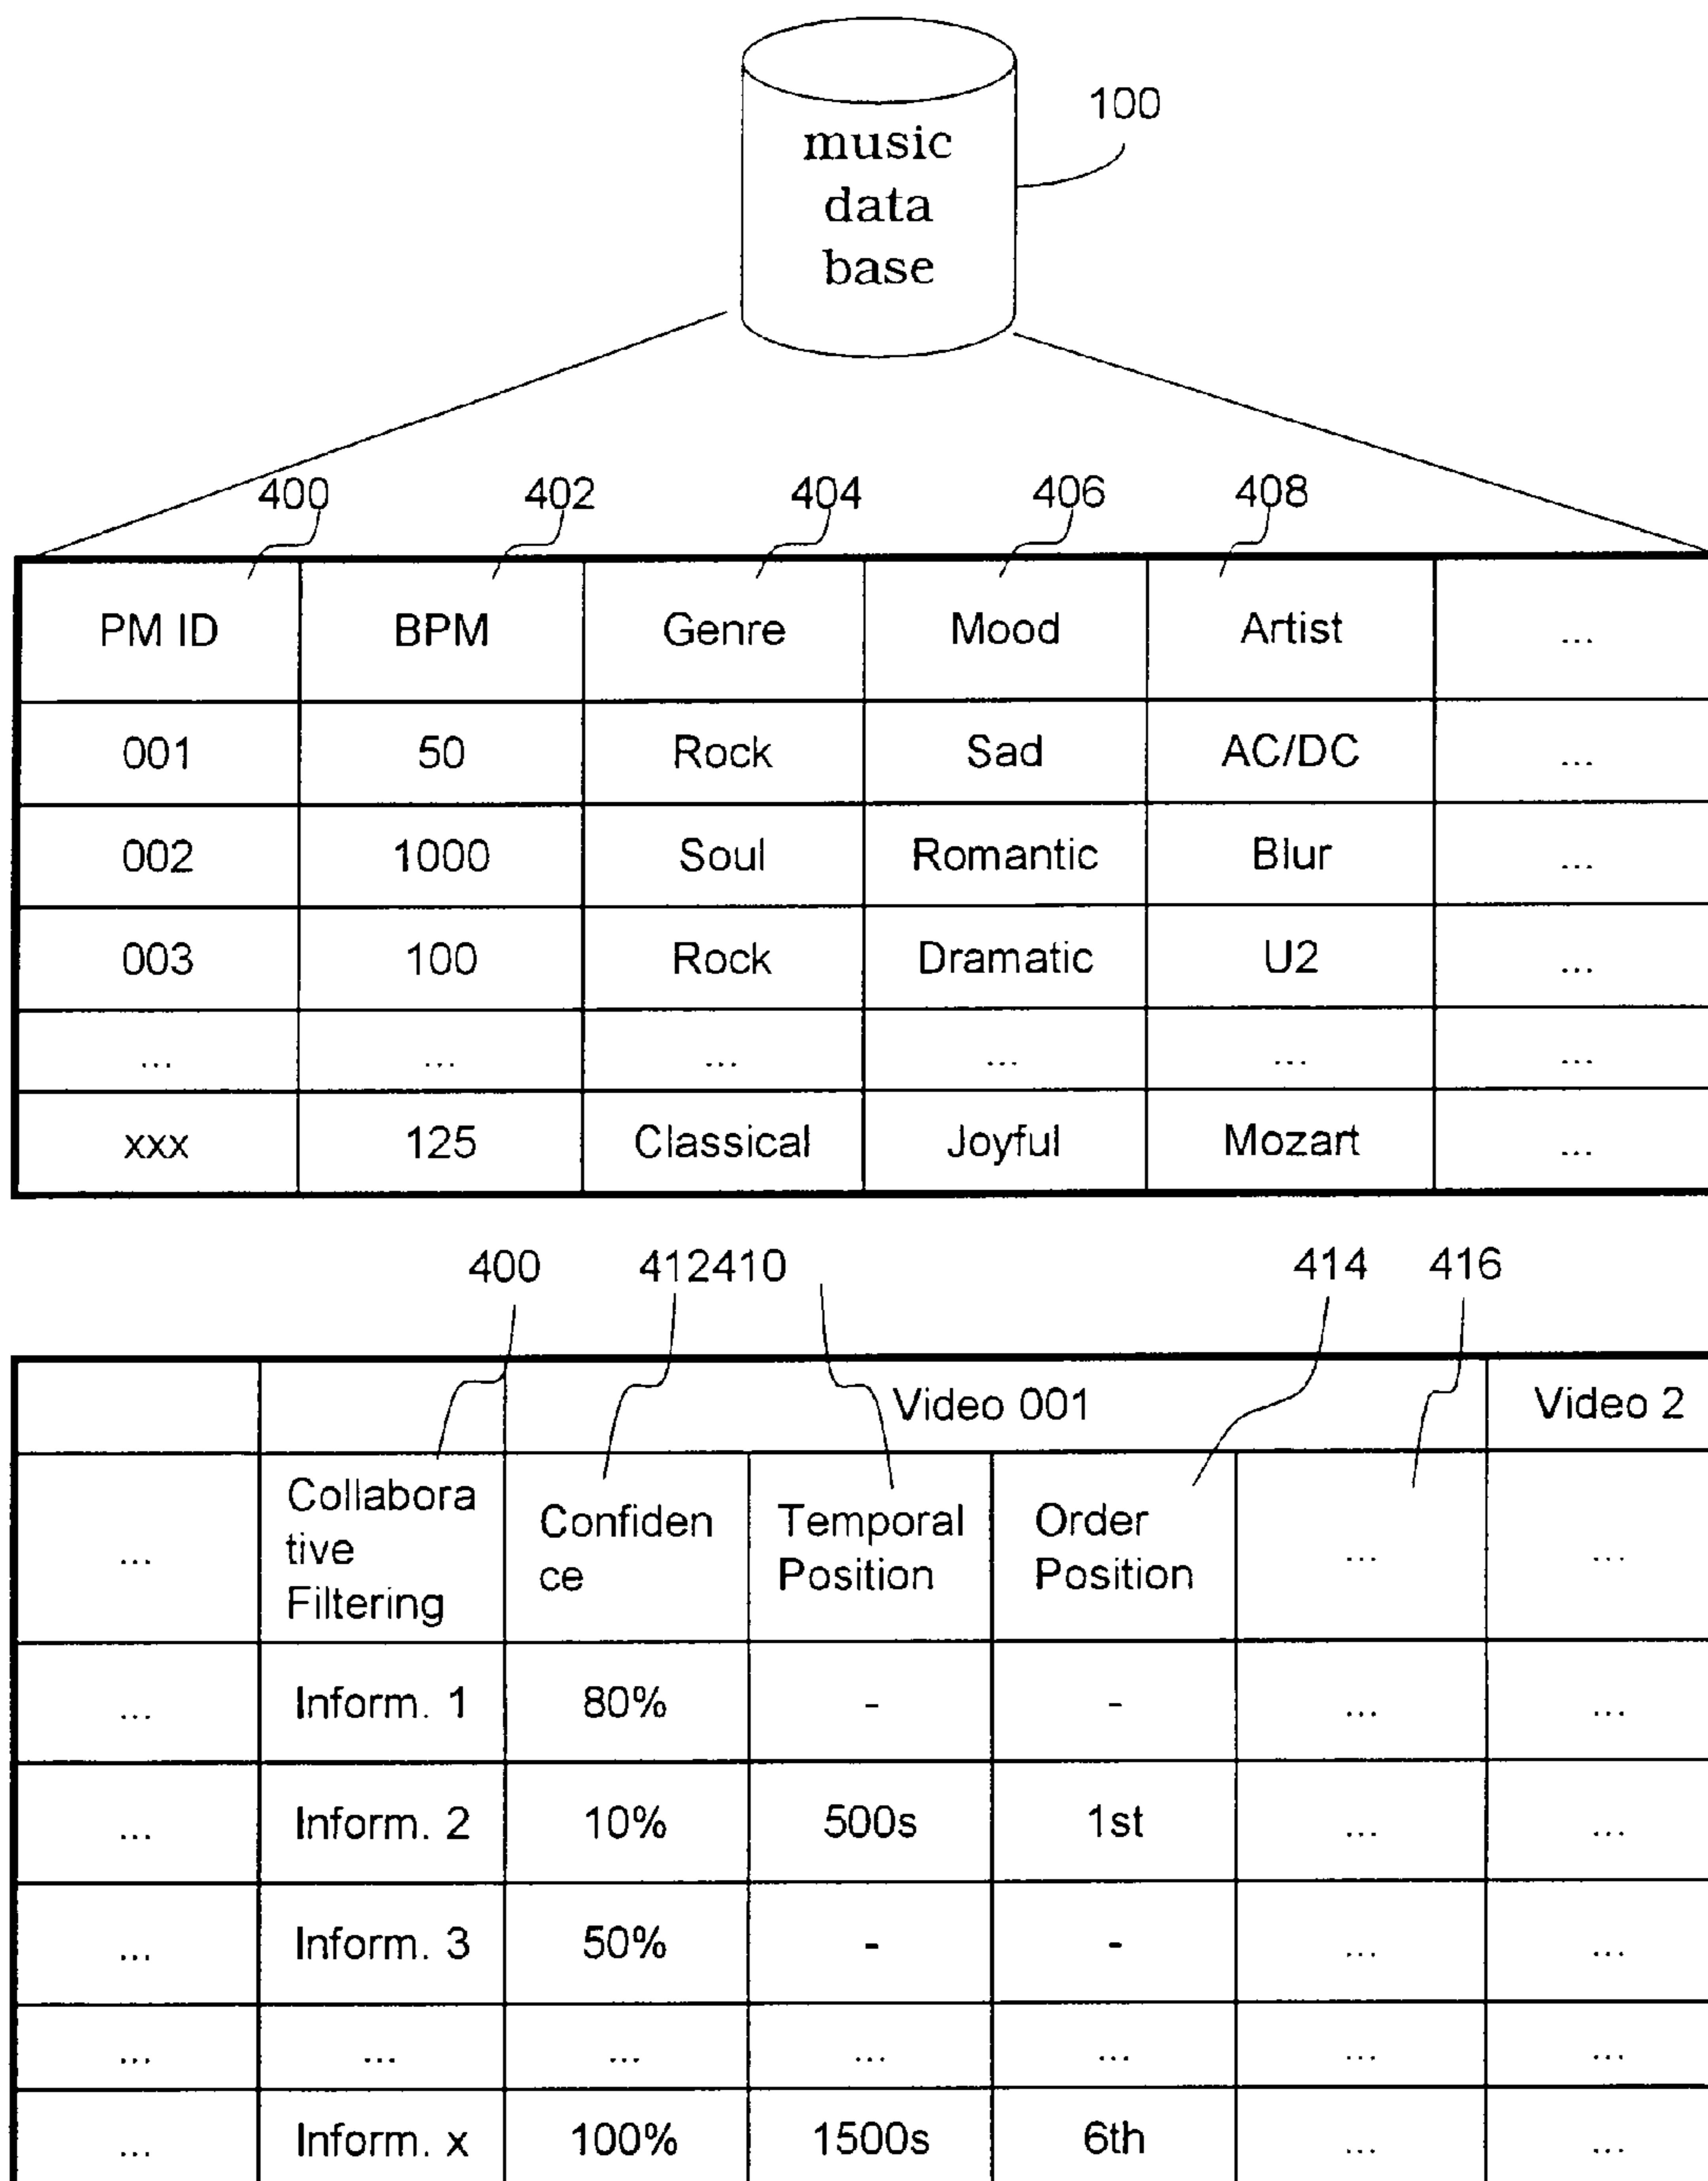 music
data
base
100
400 402 404 406 408
PM ID BPM Genre Mood Artist ...
001 50 Rock Sad AC/DC ...
002 1000 Soul Romantic Blur ...
003 100 Rock Dramatic U2 ...
... ... ... ... ... ...
xxx 125 Classical Joyful Mozart ...
400 412410 414 416
Video 001 Video 2
... Collabora
tive
Filtering
Confiden
ce
Temporal
Position
Order
Position
... ...
... Inform. 1 80% - - ... ...
... Inform. 2 10% 500s 1st ... ...
... Inform. 3 50% - - ... ...
... ... ... ... ... ... ...
... Inform. x 100% 1500s 6th ... ...